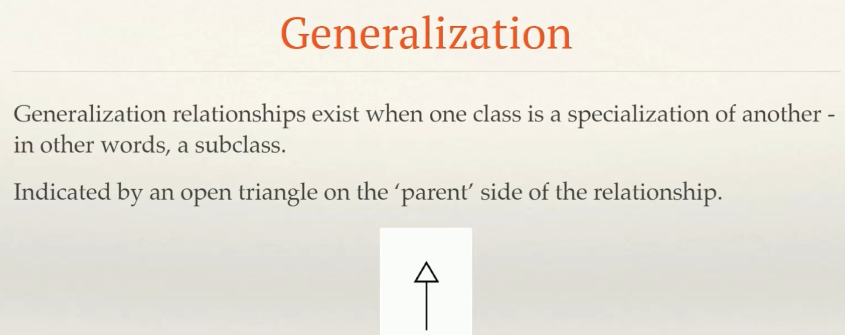 Generalization
Generalization relationships exist when one class is a specialization of another -
in other words, a subclass.
Indicated by an open triangle on the ‘parent’ side of the relationship.